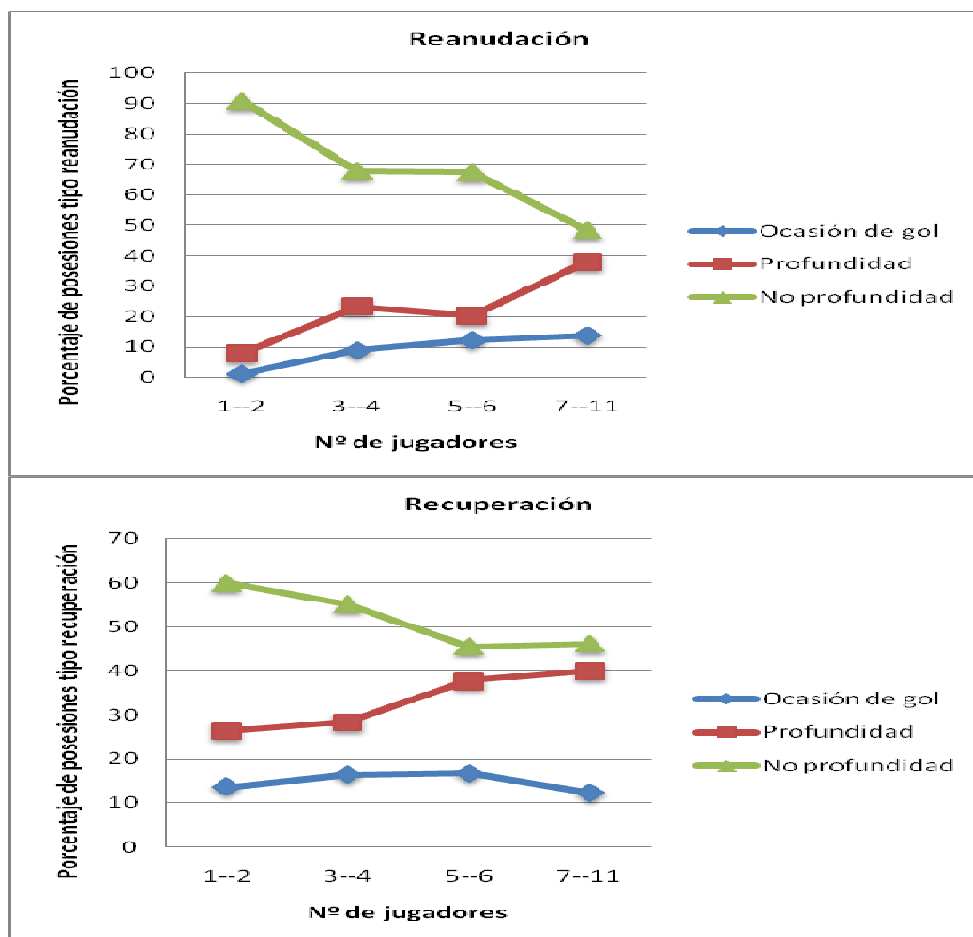 Reanudación
Porcentaje de posesiones tipo reanudación
100
90
80
70
60
50
40
30
20
10
0
1--2 3--4 5--6 7--11
Nº de jugadores
Ocasión de gol
Profundidad
No profundidad
Recuperación
Porcentaje de posesiones tipo recuperación
70
60
50
40
30
20
10
0
1--2 3--4 5--6 7--11
Nº de jugadores
Ocasión de gol
Profundidad
No profundidad